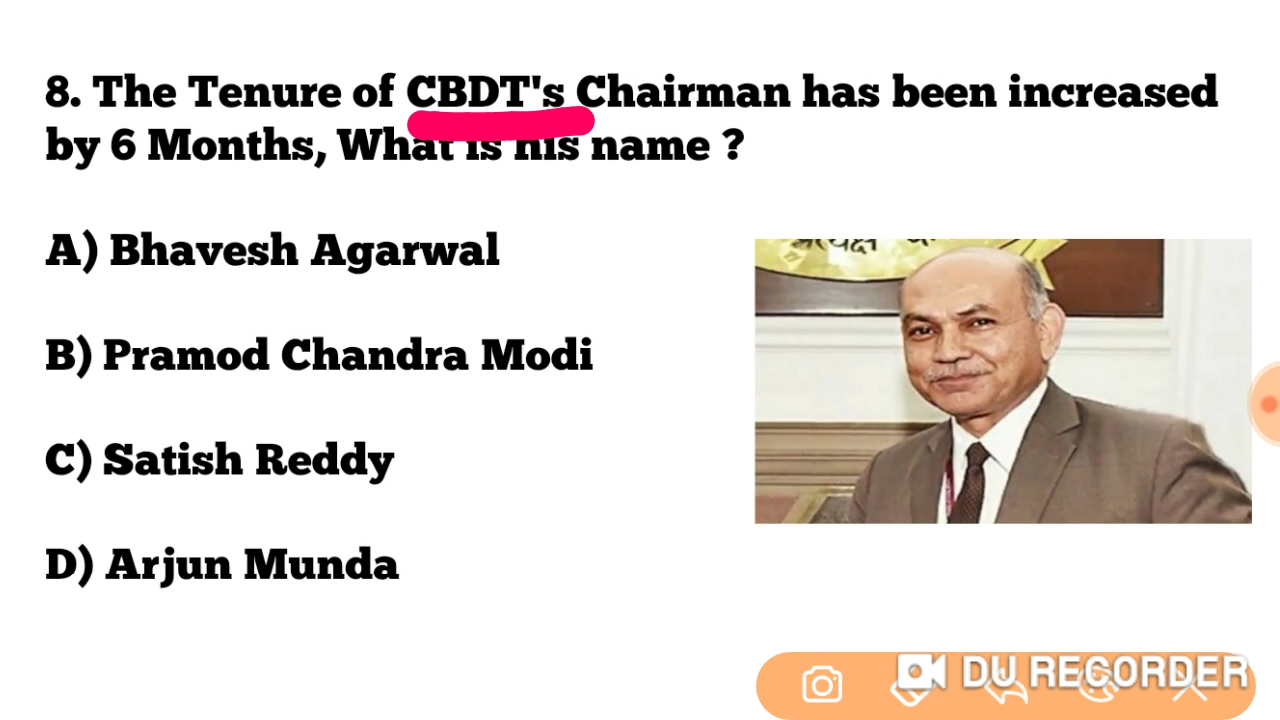 8. The Tenure of CBDT's Chairman has been increased
by 6 Months, What is his name ?
A) Bhavesh Agarwal
B) Pramod Chandra Modi
C) Satish Reddy
D) Arjun Munda
DU RECORDER